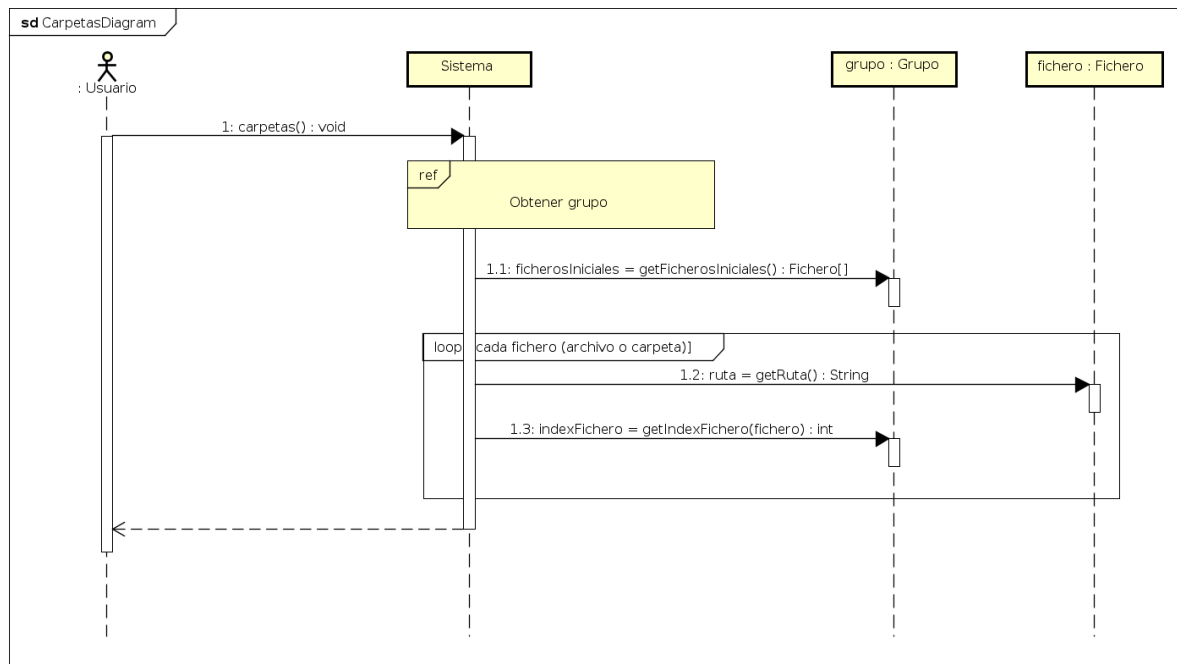 sd CarpetasDiagram
: Usuario
Sistema
grupo : Grupo
fichero : Fichero
1: carpetas() : void
ref
Obtener grupo
1.1: ficherosIniciales = getFicherosIniciales() : Fichero[]
loop cada fichero (archivo o carpeta)]
1.2: ruta = getRuta() : String
1.3: indexFichero = getIndexFichero(fichero) : int